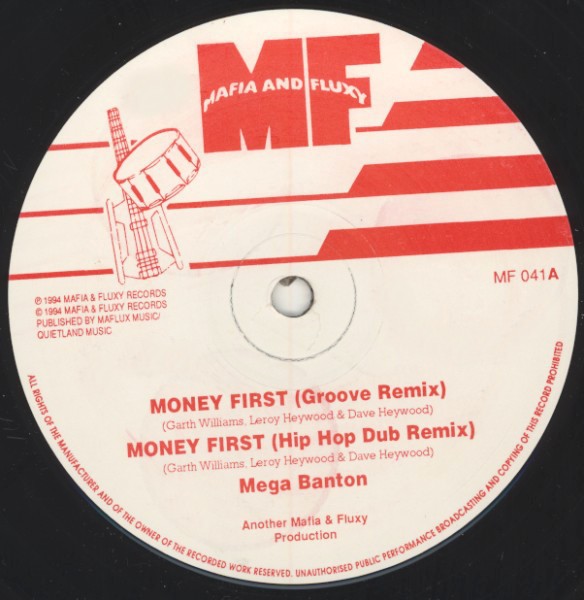 MF
MAFIA AND FLUXY
MF 041A
℗ 1994 MAFIA & FLUXY RECORDS
© 1994 MAFIA & FLUXY RECORDS
PUBLISHED BY MAFLUX MUSIC/
QUIETLAND MUSIC
MONEY FIRST (Groove Remix)
(Garth Williams, Leroy Heywood & Dave Heywood)
MONEY FIRST (Hip Hop Dub Remix)
(Garth Williams, Leroy Heywood & Dave Heywood)
Mega Banton
Another Mafia & Fluxy
Production
ALL RIGHTS OF THE MANUFACTURER AND OF THE OWNER OF THE RECORDED WORK RESERVED. UNAUTHORISED PUBLIC PERFORMANCE BROADCASTING AND COPYING OF THIS RECORD PROHIBITED